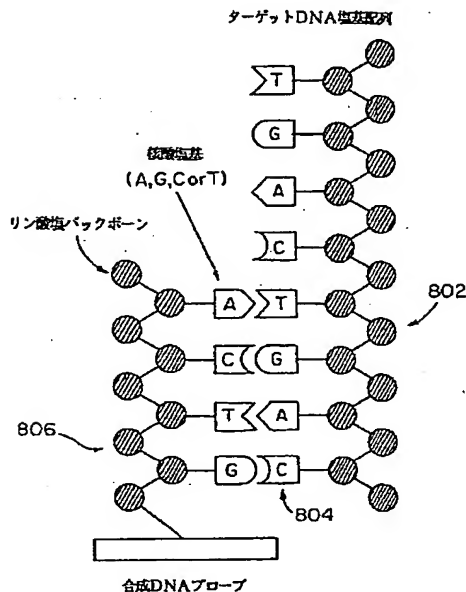 ターゲットDNA塩基配列
T
G
核酸塩基
(A,G,CorT)
A
リン酸塩バックボーン
C
A T
802
C G
T A
806
G C
804
合成DNAプローブ